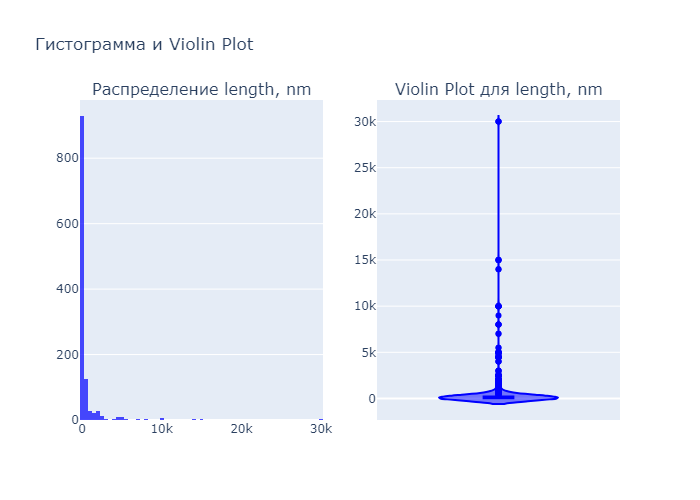 Гистограмма и Violin Plot
Распределение length, nm
Violin Plot для length, nm
800
600
400
200
0
0
10k
20k
30k
30k
25k
20k
15k
10k
5k
0